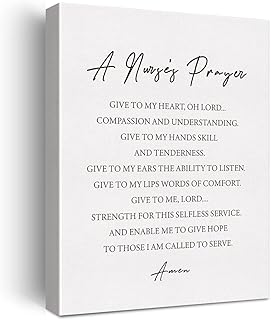 A Nurse's Prayer
GIVE TO MY HEART, OH LORD...
COMPASSION AND UNDERSTANDING.
GIVE TO MY HANDS SKILL
AND TENDERNESS.
GIVE TO MY EARS THE ABILITY TO LISTEN.
GIVE TO MY LIPS WORDS OF COMFORT.
GIVE TO ME, LORD...
STRENGTH FOR THIS SELFLESS SERVICE.
AND ENABLE ME TO GIVE HOPE
TO THOSE I AM CALLED TO SERVE.
Amen